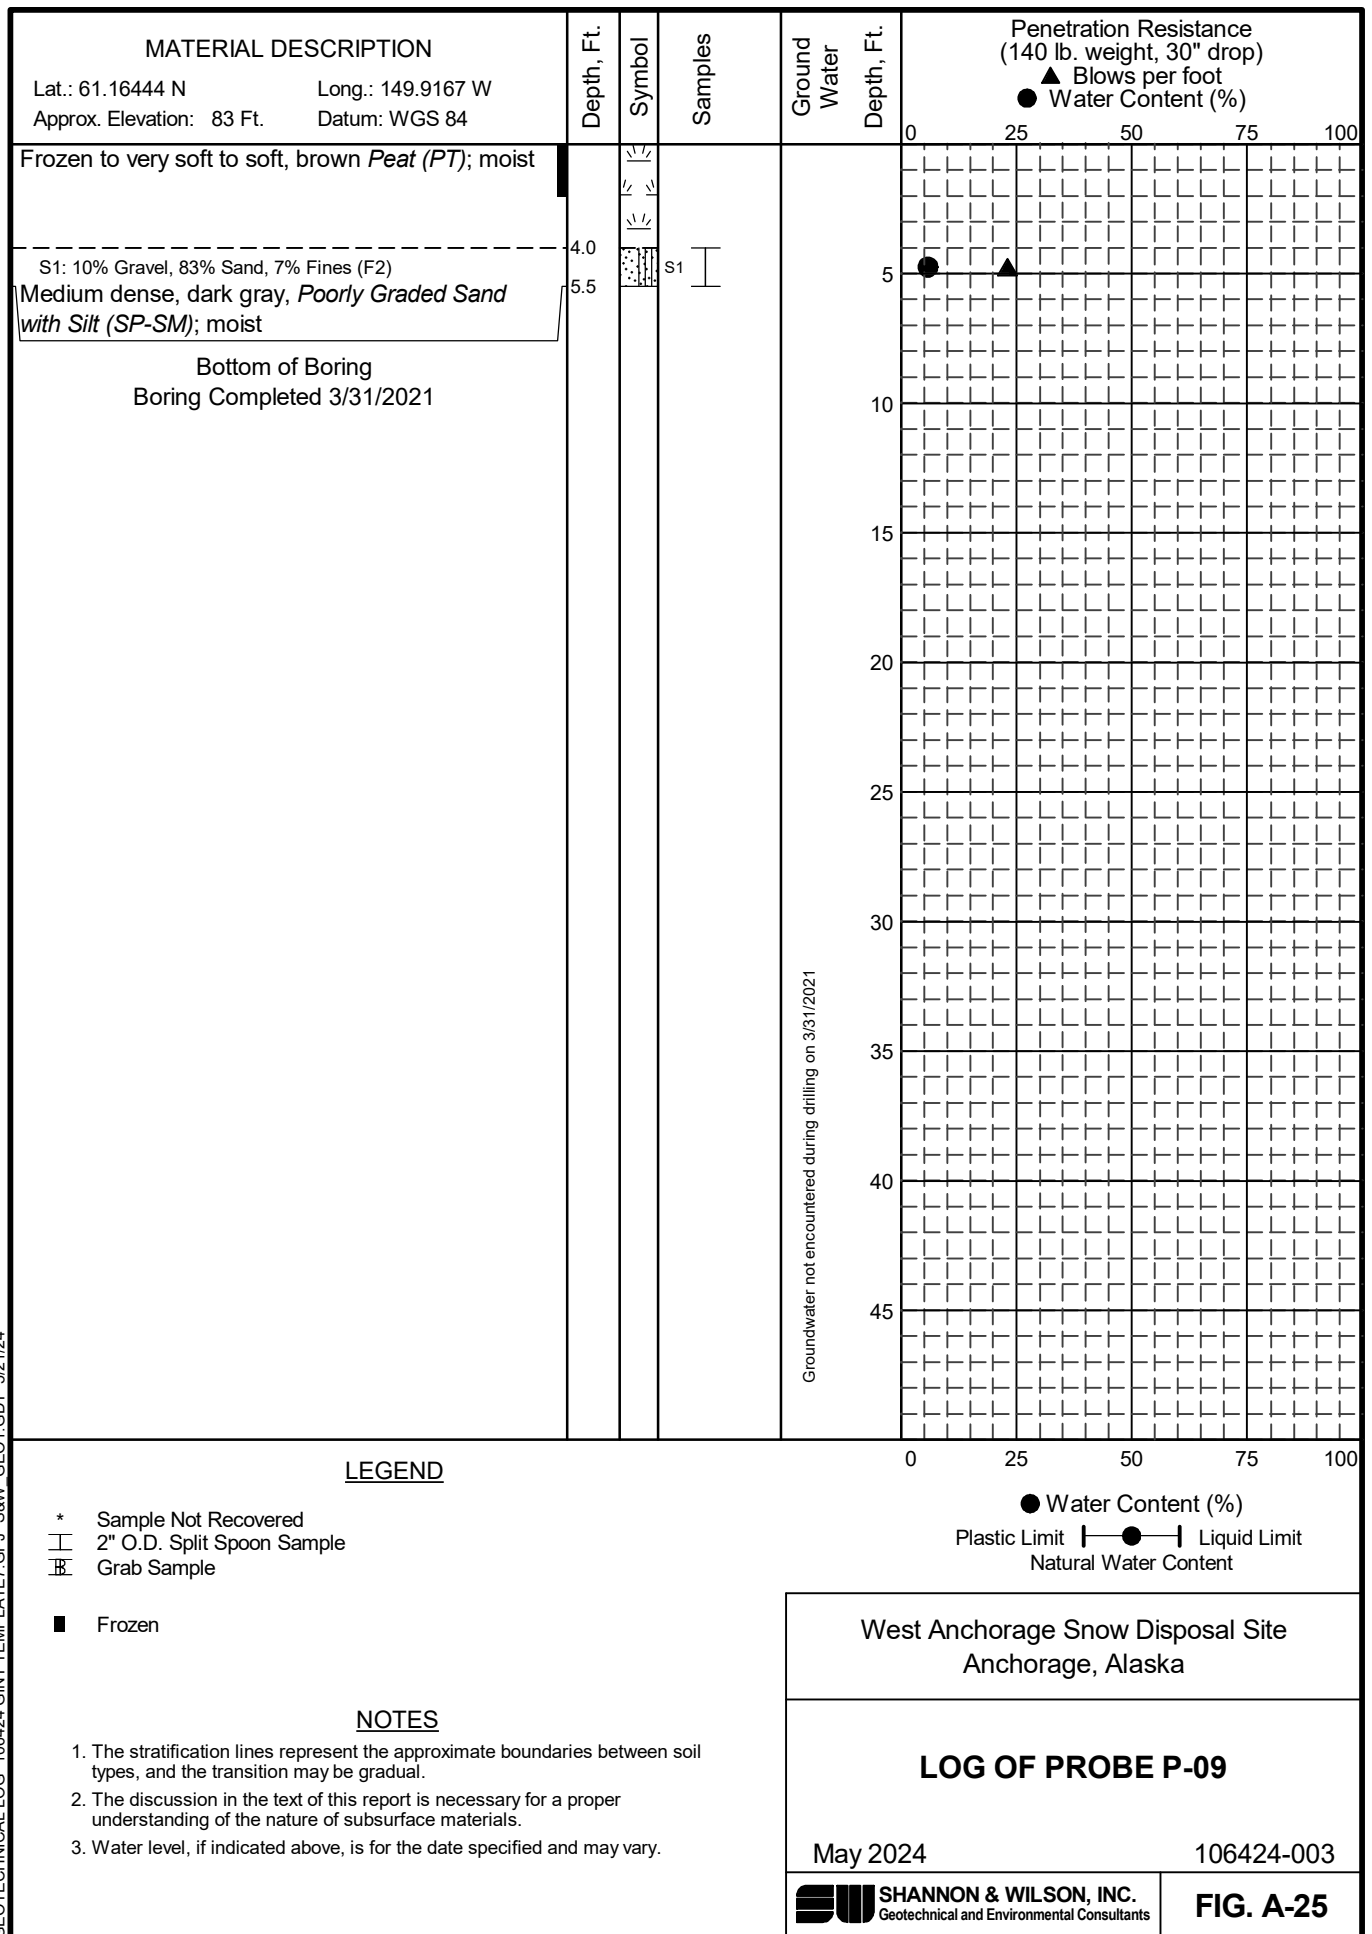 MATERIAL DESCRIPTION
Lat.: 61.16444 N Long.: 149.9167 W
Approx. Elevation: 83 Ft. Datum: WGS 84
Depth, Ft.
Symbol
Samples
Ground
Water
Depth, Ft.
Penetration Resistance
(140 lb. weight, 30" drop)
▲ Blows per foot
● Water Content (%)
0 25 50 75 100
Frozen to very soft to soft, brown Peat (PT); moist
4.0
S1: 10% Gravel, 83% Sand, 7% Fines (F2)
S1
5.5
Medium dense, dark gray, Poorly Graded Sand
with Silt (SP-SM); moist
Bottom of Boring
Boring Completed 3/31/2021
Groundwater not encountered during drilling on 3/31/2021
5
10
15
20
25
30
35
40
45
0 25 50 75 100
LEGEND
* Sample Not Recovered
2" O.D. Split Spoon Sample
Grab Sample
Frozen
● Water Content (%)
Plastic Limit Liquid Limit
Natural Water Content
NOTES
1. The stratification lines represent the approximate boundaries between soil
types, and the transition may be gradual.
2. The discussion in the text of this report is necessary for a proper
understanding of the nature of subsurface materials.
3. Water level, if indicated above, is for the date specified and may vary.
West Anchorage Snow Disposal Site
Anchorage, Alaska
LOG OF PROBE P-09
May 2024 106424-003
SHANNON & WILSON, INC.
Geotechnical and Environmental Consultants
FIG. A-25